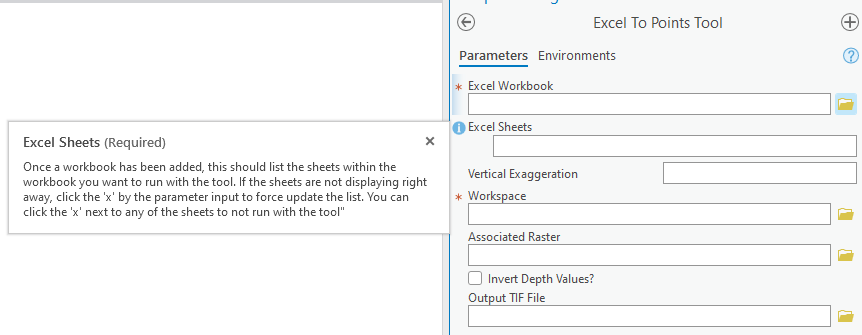 Excel To Points Tool
Parameters Environments
* Excel Workbook
Excel Sheets
Excel Sheets (Required)
Once a workbook has been added, this should list the sheets within the
workbook you want to run with the tool. If the sheets are not displaying right
away, click the 'x' by the parameter input to force update the list. You can
click the 'x' next to any of the sheets to not run with the tool"
Vertical Exaggeration
* Workspace
Associated Raster
Invert Depth Values?
Output TIF File